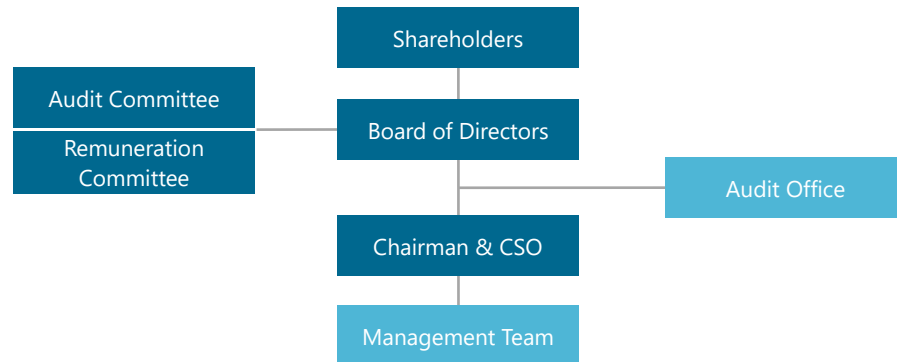 Shareholders
Audit Committee
Board of Directors
Remuneration
Committee
Audit Office
Chairman & CSO
Management Team